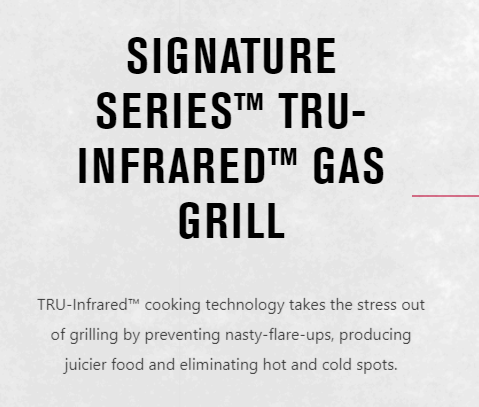 SIGNATURE
SERIES™ TRU-
INFRARED™ GAS
GRILL
TRU-Infrared™ cooking technology takes the stress out
of grilling by preventing nasty-flare-ups, producing
juicier food and eliminating hot and cold spots.